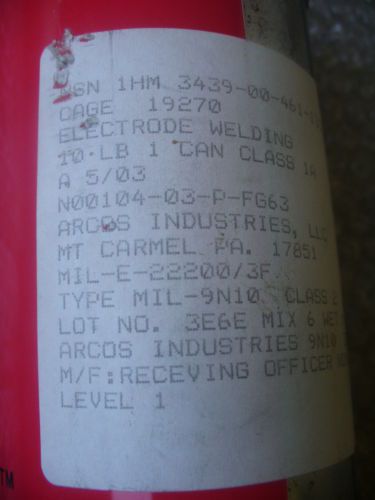 NSN 1HM 3439-00-461-
CAGE 19270
ELECTRODE WELDING
10-LB 1 CAN CLASS 1A
A 5/03
N00104-03-P-FG63
ARCOS INDUSTRIES, LLC
MT CARMEL PA. 17851
MIL-E-22200/3F
TYPE MIL-9N10 CLASS 2
LOT NO. 3E6E MIX 6 WET
ARCOS INDUSTRIES 9N10
M/F:RECEVING OFFICER
LEVEL 1
TM